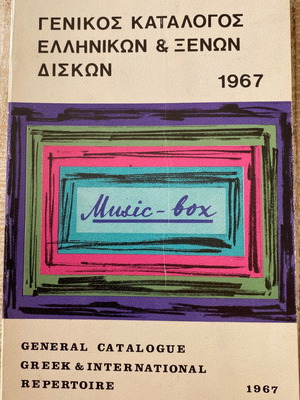 ΓΕΝΙΚΟΣ ΚΑΤΑΛΟΓΟΣ
ΕΛΛΗΝΙΚΩΝ & ΞΕΝΩΝ
ΔΙΣΚΩΝ
1967
Music-box
GENERAL CATALOGUE
GREEK & INTERNATIONAL
REPERTOIRE
1967